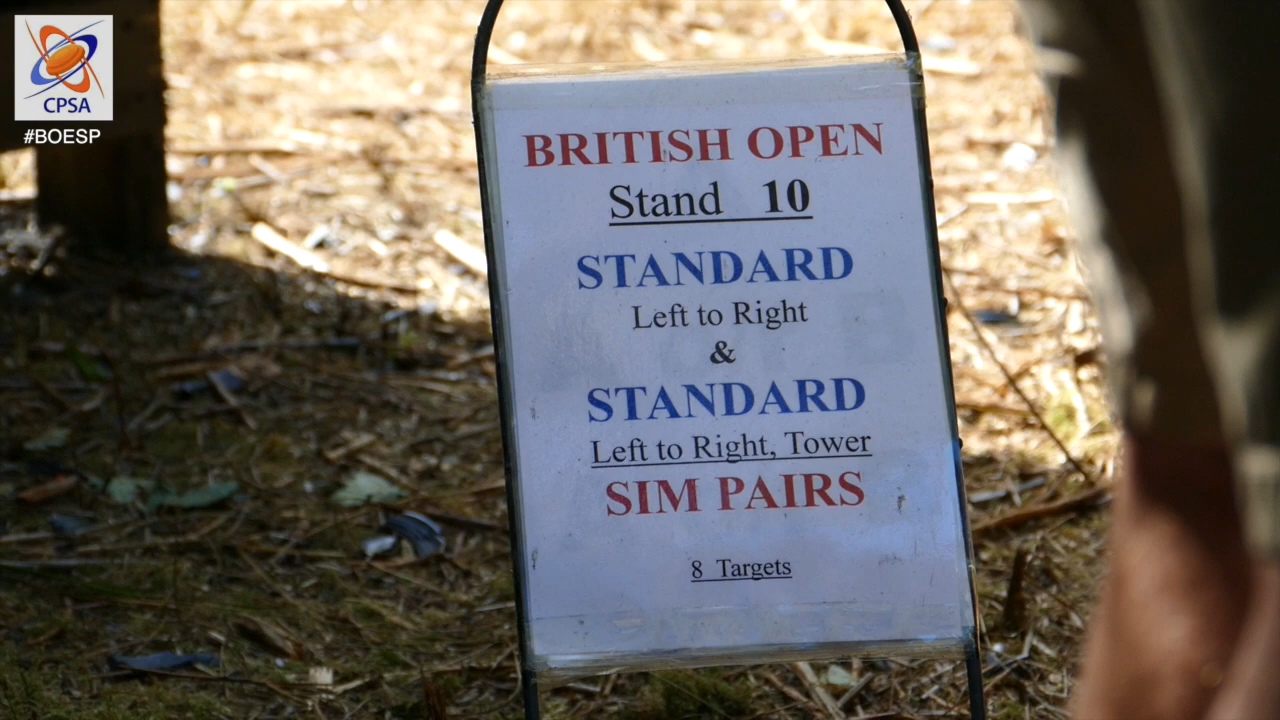 CPSA
#BOESP
BRITISH OPEN
Stand 10
STANDARD
Left to Right
&
STANDARD
Left to Right, Tower
SIM PAIRS
8 Targets